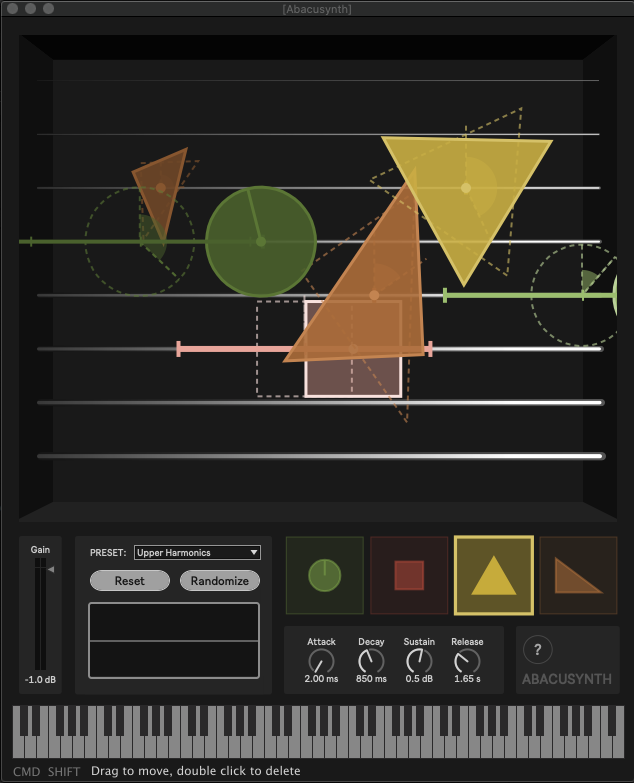 [Abacusynth]
Gain
-1.0 dB
PRESET: Upper Harmonics
Reset Randomize
Attack Decay Sustain Release
2.00 ms 850 ms 0.5 dB 1.65 s
?
ABACUSYNTH
CMD SHIFT Drag to move, double click to delete